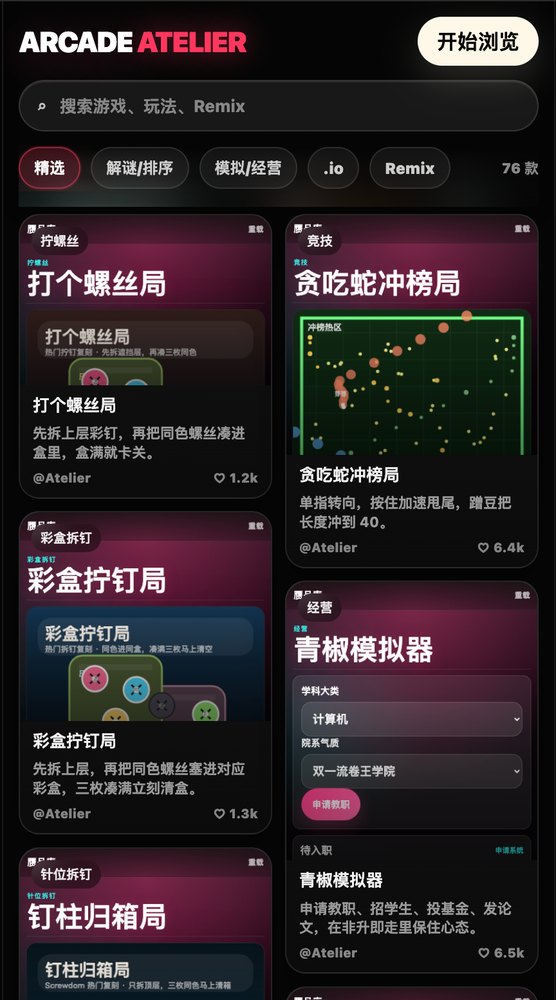 ARCADE ATELIER
开始浏览
搜索游戏、玩法、Remix
精选
解谜/排序
模拟/经营
.io
Remix
76 款
重载
拧螺丝
拧螺丝
打个螺丝局
打个螺丝局
热门拧钉复刻 · 先拆遮挡层，再凑三枚同色
打个螺丝局
先拆上层彩钉，再把同色螺丝凑进
盒里，盒满就卡关。
@Atelier
1.2k
重载
竞技
竞技
贪吃蛇冲榜局
冲榜热区
贪吃蛇冲榜局
单指转向，按住加速甩尾，蹭豆把
长度冲到 40。
@Atelier
6.4k
重载
彩盒拆钉
彩盒拆钉
彩盒拧钉局
彩盒拧钉局
热门拆钉复刻 · 同色进同盒，凑满三枚马上清空
彩盒拧钉局
先拆上层，再把同色螺丝塞进对应
彩盒，三枚凑满立刻清盒。
@Atelier
1.3k
重载
经营
经营
青椒模拟器
学科大类
计算机
院系气质
双一流卷王学院
申请教职
待入职
申请系统
青椒模拟器
申请教职、招学生、投基金、发论
文，在非升即走里保住心态。
@Atelier
6.5k
重载
针位拆钉
针位拆钉
钉柱归箱局
钉柱归箱局
Screwdom 热门复刻 · 只拆顶层，三枚同色马上清箱